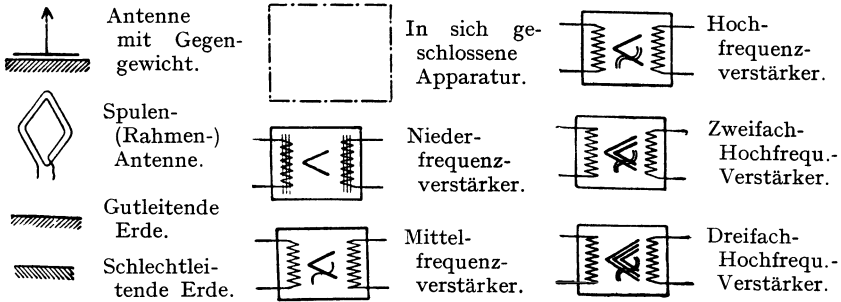 Antenne
mit Gegen-
gewicht.
Spulen-
(Rahmen-)
Antenne.
Gutleitende
Erde.
Schlechtlei-
tende Erde.
In sich ge-
schlossene
Apparatur.
Nieder-
frequenz-
verstärker.
Mittel-
frequenz-
verstärker.
Hoch-
frequenz-
verstärker.
Zweifach-
Hochfrequ.-
Verstärker.
Dreifach-
Hochfrequ.-
Verstärker.